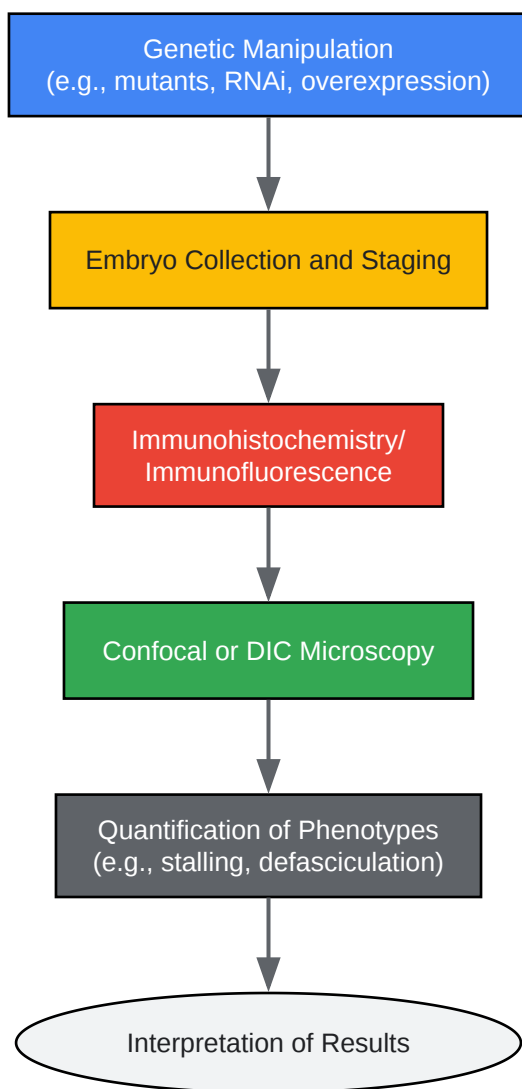 Genetic Manipulation
(e.g., mutants, RNAi, overexpression)
Embryo Collection and Staging
Immunohistochemistry/
Immunofluorescence
Confocal or DIC Microscopy
Quantification of Phenotypes
(e.g., stalling, defasciculation)
Interpretation of Results